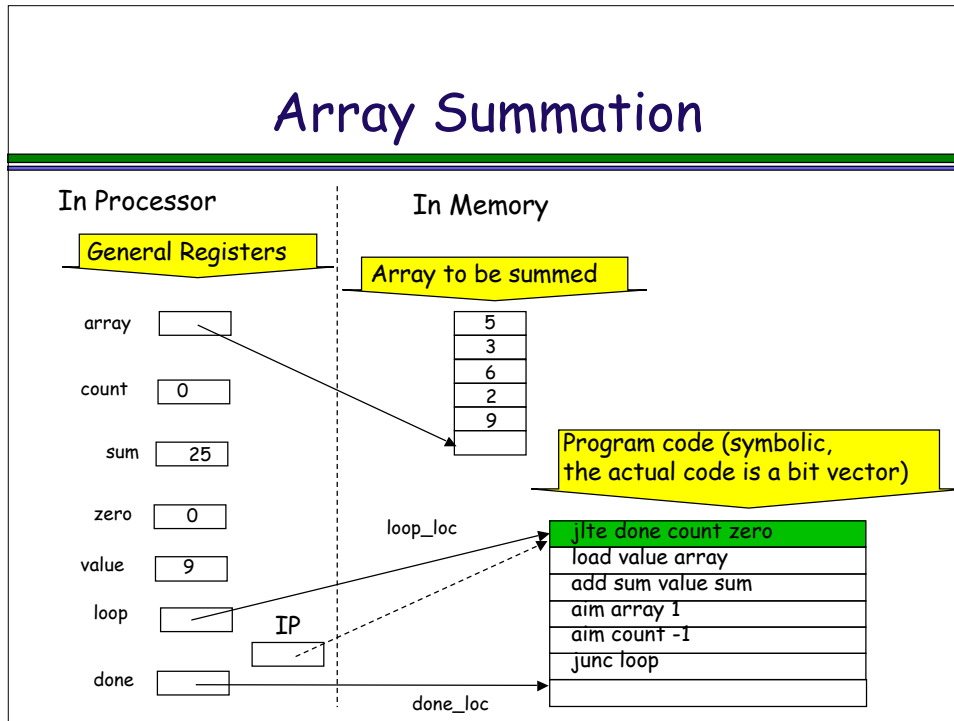 Array Summation
In Processor
In Memory
General Registers
Array to be summed
array
count
0
sum
25
zero
0
value
9
loop
IP
done
5
3
6
2
9
Program code (symbolic,
the actual code is a bit vector)
loop_loc
jlte done count zero
load value array
add sum value sum
aim array 1
aim count -1
junc loop
done_loc